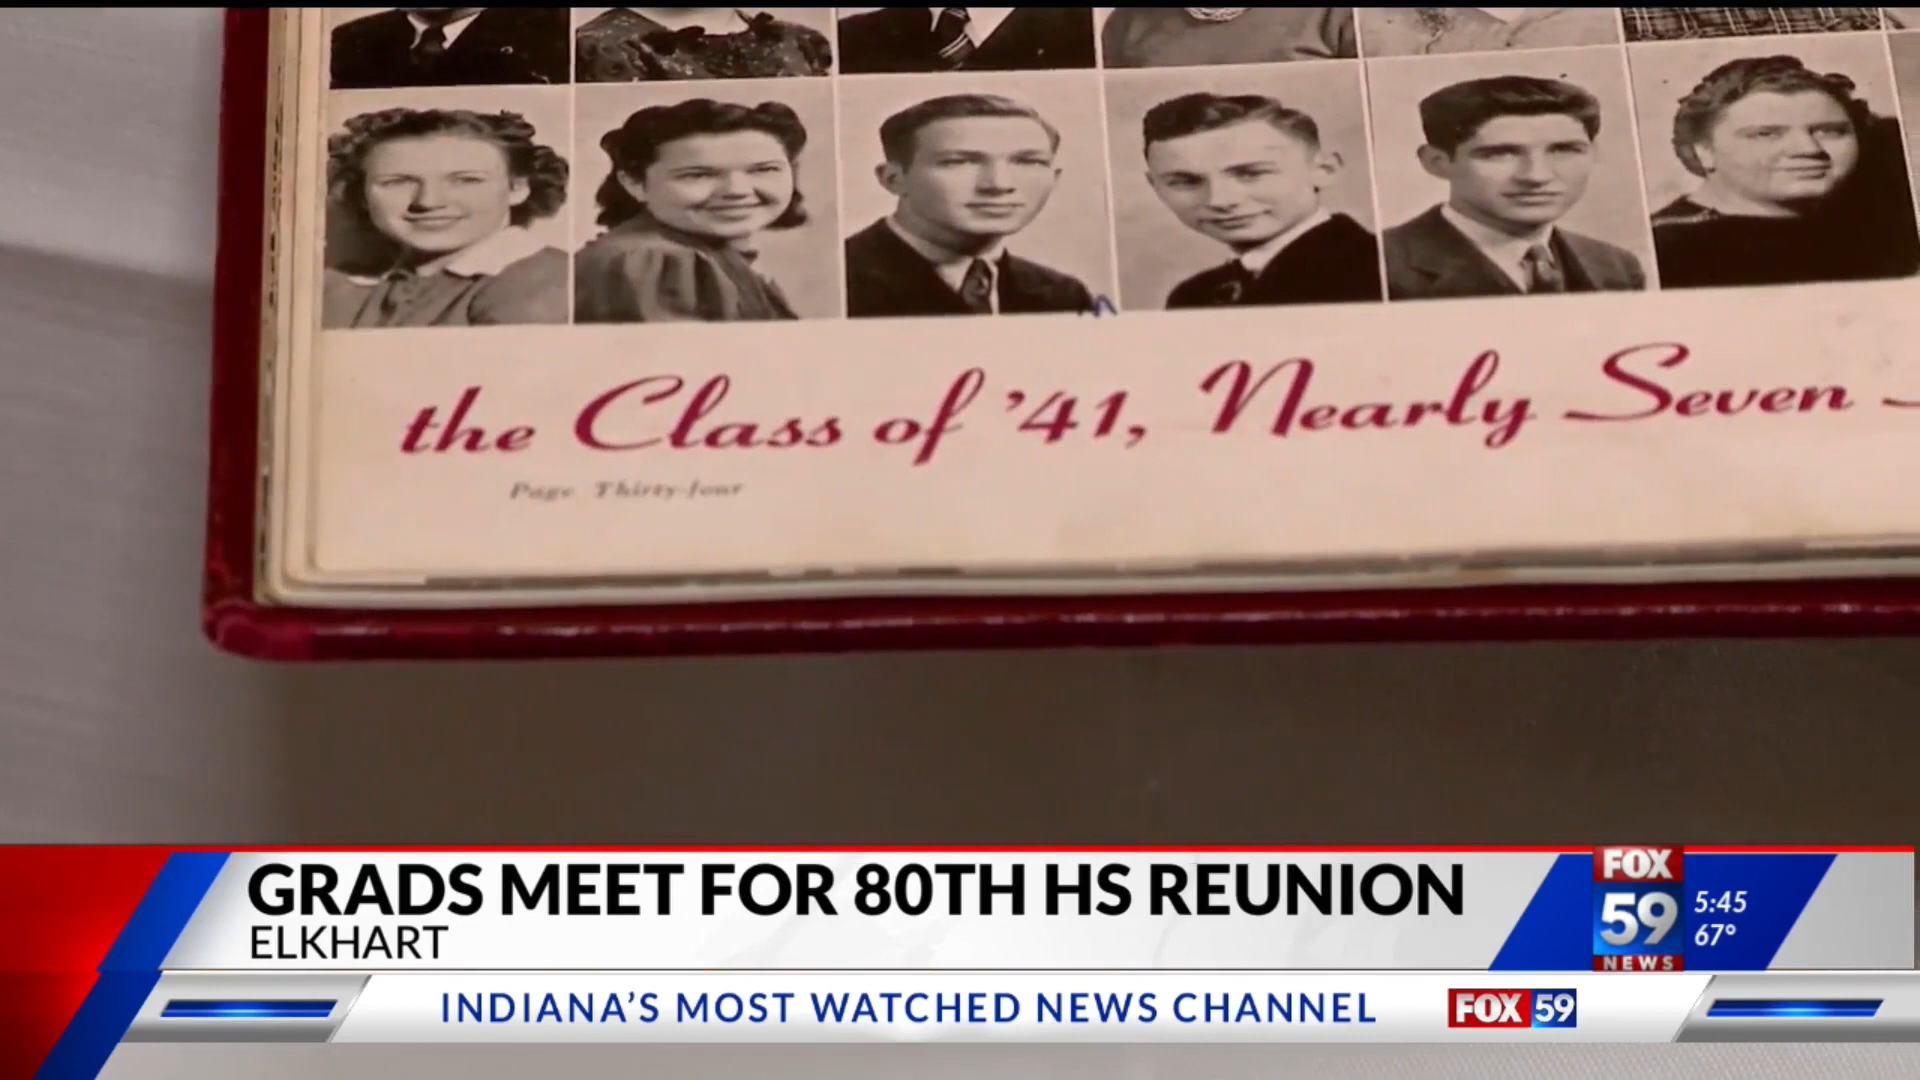 the Class of '41, Nearly Seven
Page Thirty-four
GRADS MEET FOR 80TH HS REUNION
ELKHART
FOX
59
NEWS
5:45
67°
INDIANA'S MOST WATCHED NEWS CHANNEL
FOX 59